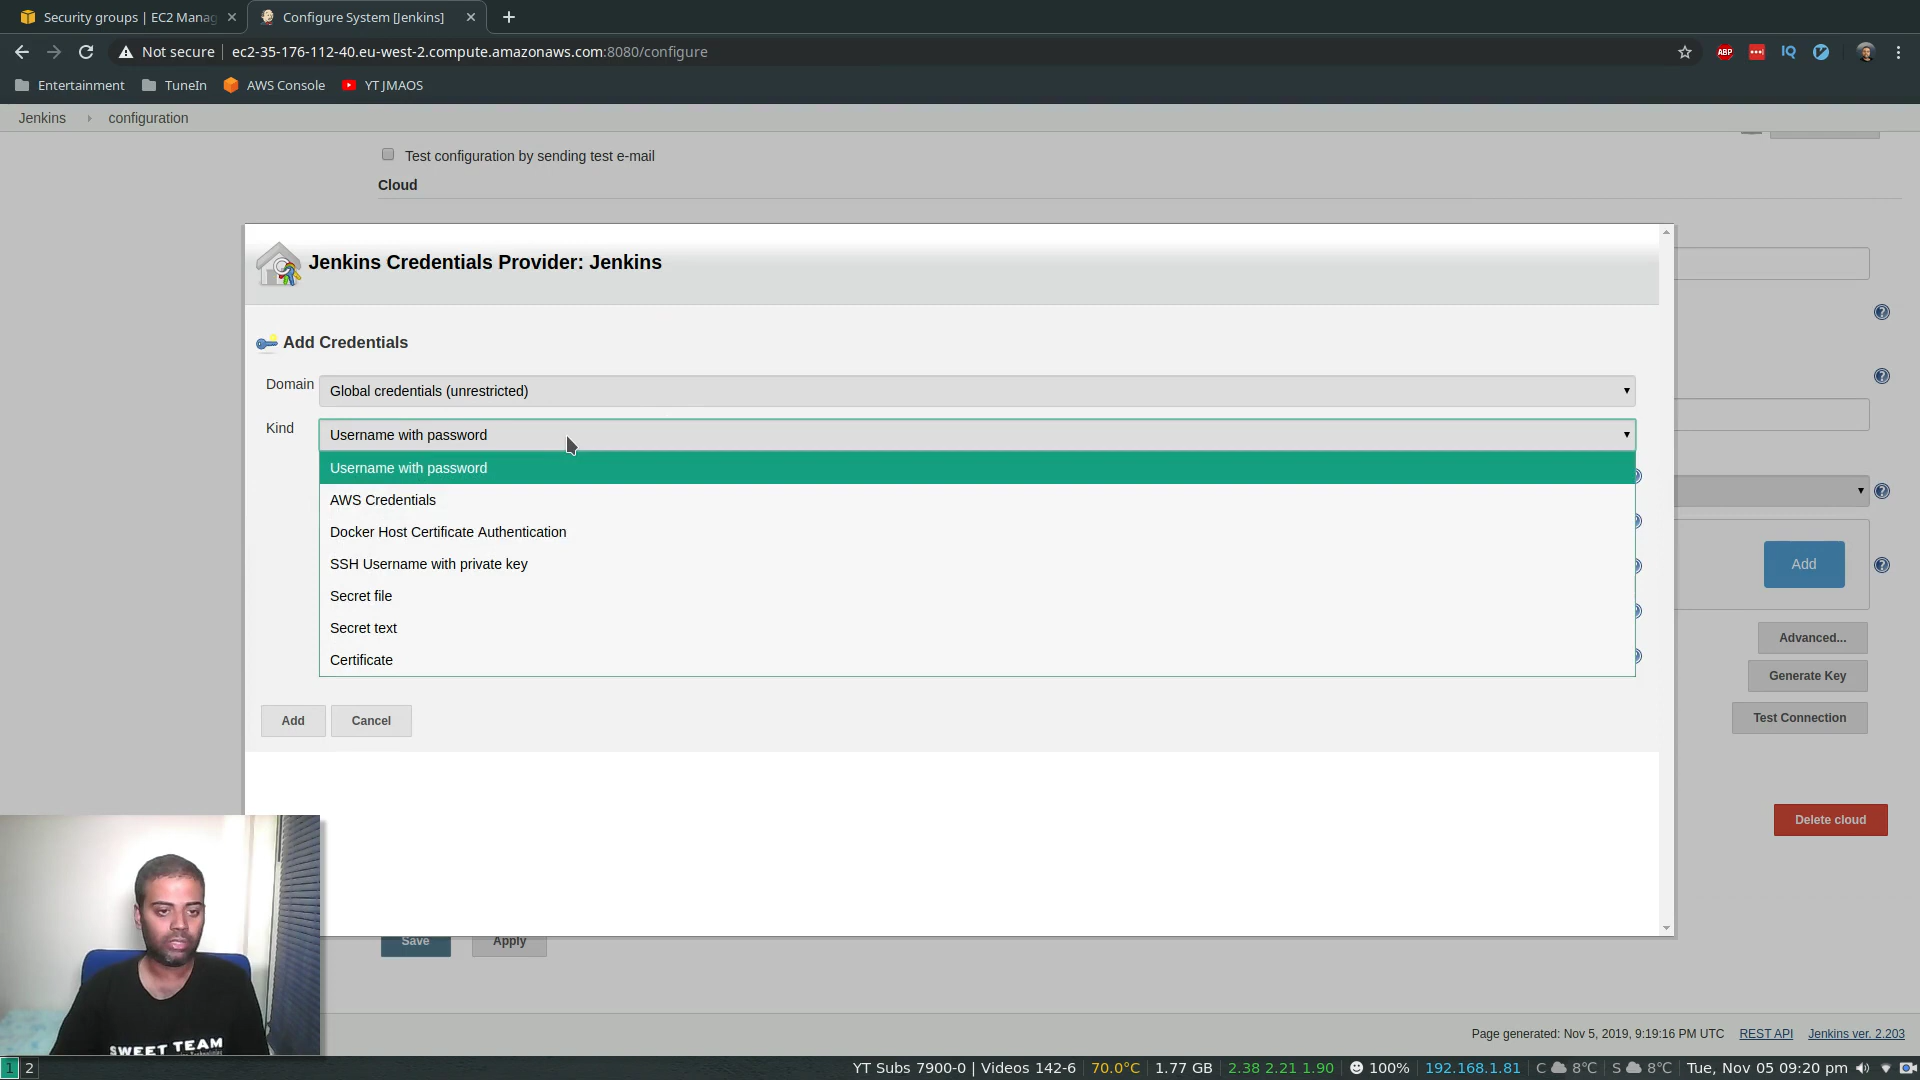 Security groups | EC2 Manag
Configure System [Jenkins]
Not secure
ec2-35-176-112-40.eu-west-2.compute.amazonaws.com:8080/configure
ABP
IQ
Entertainment
TuneIn
AWS Console
YT JMAOS
Jenkins
configuration
Test configuration by sending test e-mail
Cloud
Jenkins Credentials Provider: Jenkins
Add Credentials
Domain
Global credentials (unrestricted)
Kind
Username with password
Username with password
AWS Credentials
Docker Host Certificate Authentication
SSH Username with private key
Secret file
Secret text
Certificate
Add
Cancel
Add
Advanced...
Generate Key
Test Connection
Delete cloud
Save
Apply
SWEET TEAM
Page generated: Nov 5, 2019, 9:19:16 PM UTC
REST API
Jenkins ver. 2.203
1 2
YT Subs 7900-0 | Videos 142-6 | 70.0°C | 1.77 GB | 2.38 2.21 1.90 | 100% | 192.168.1.81 | C 8°C | S 8°C | Tue, Nov 05 09:20 pm